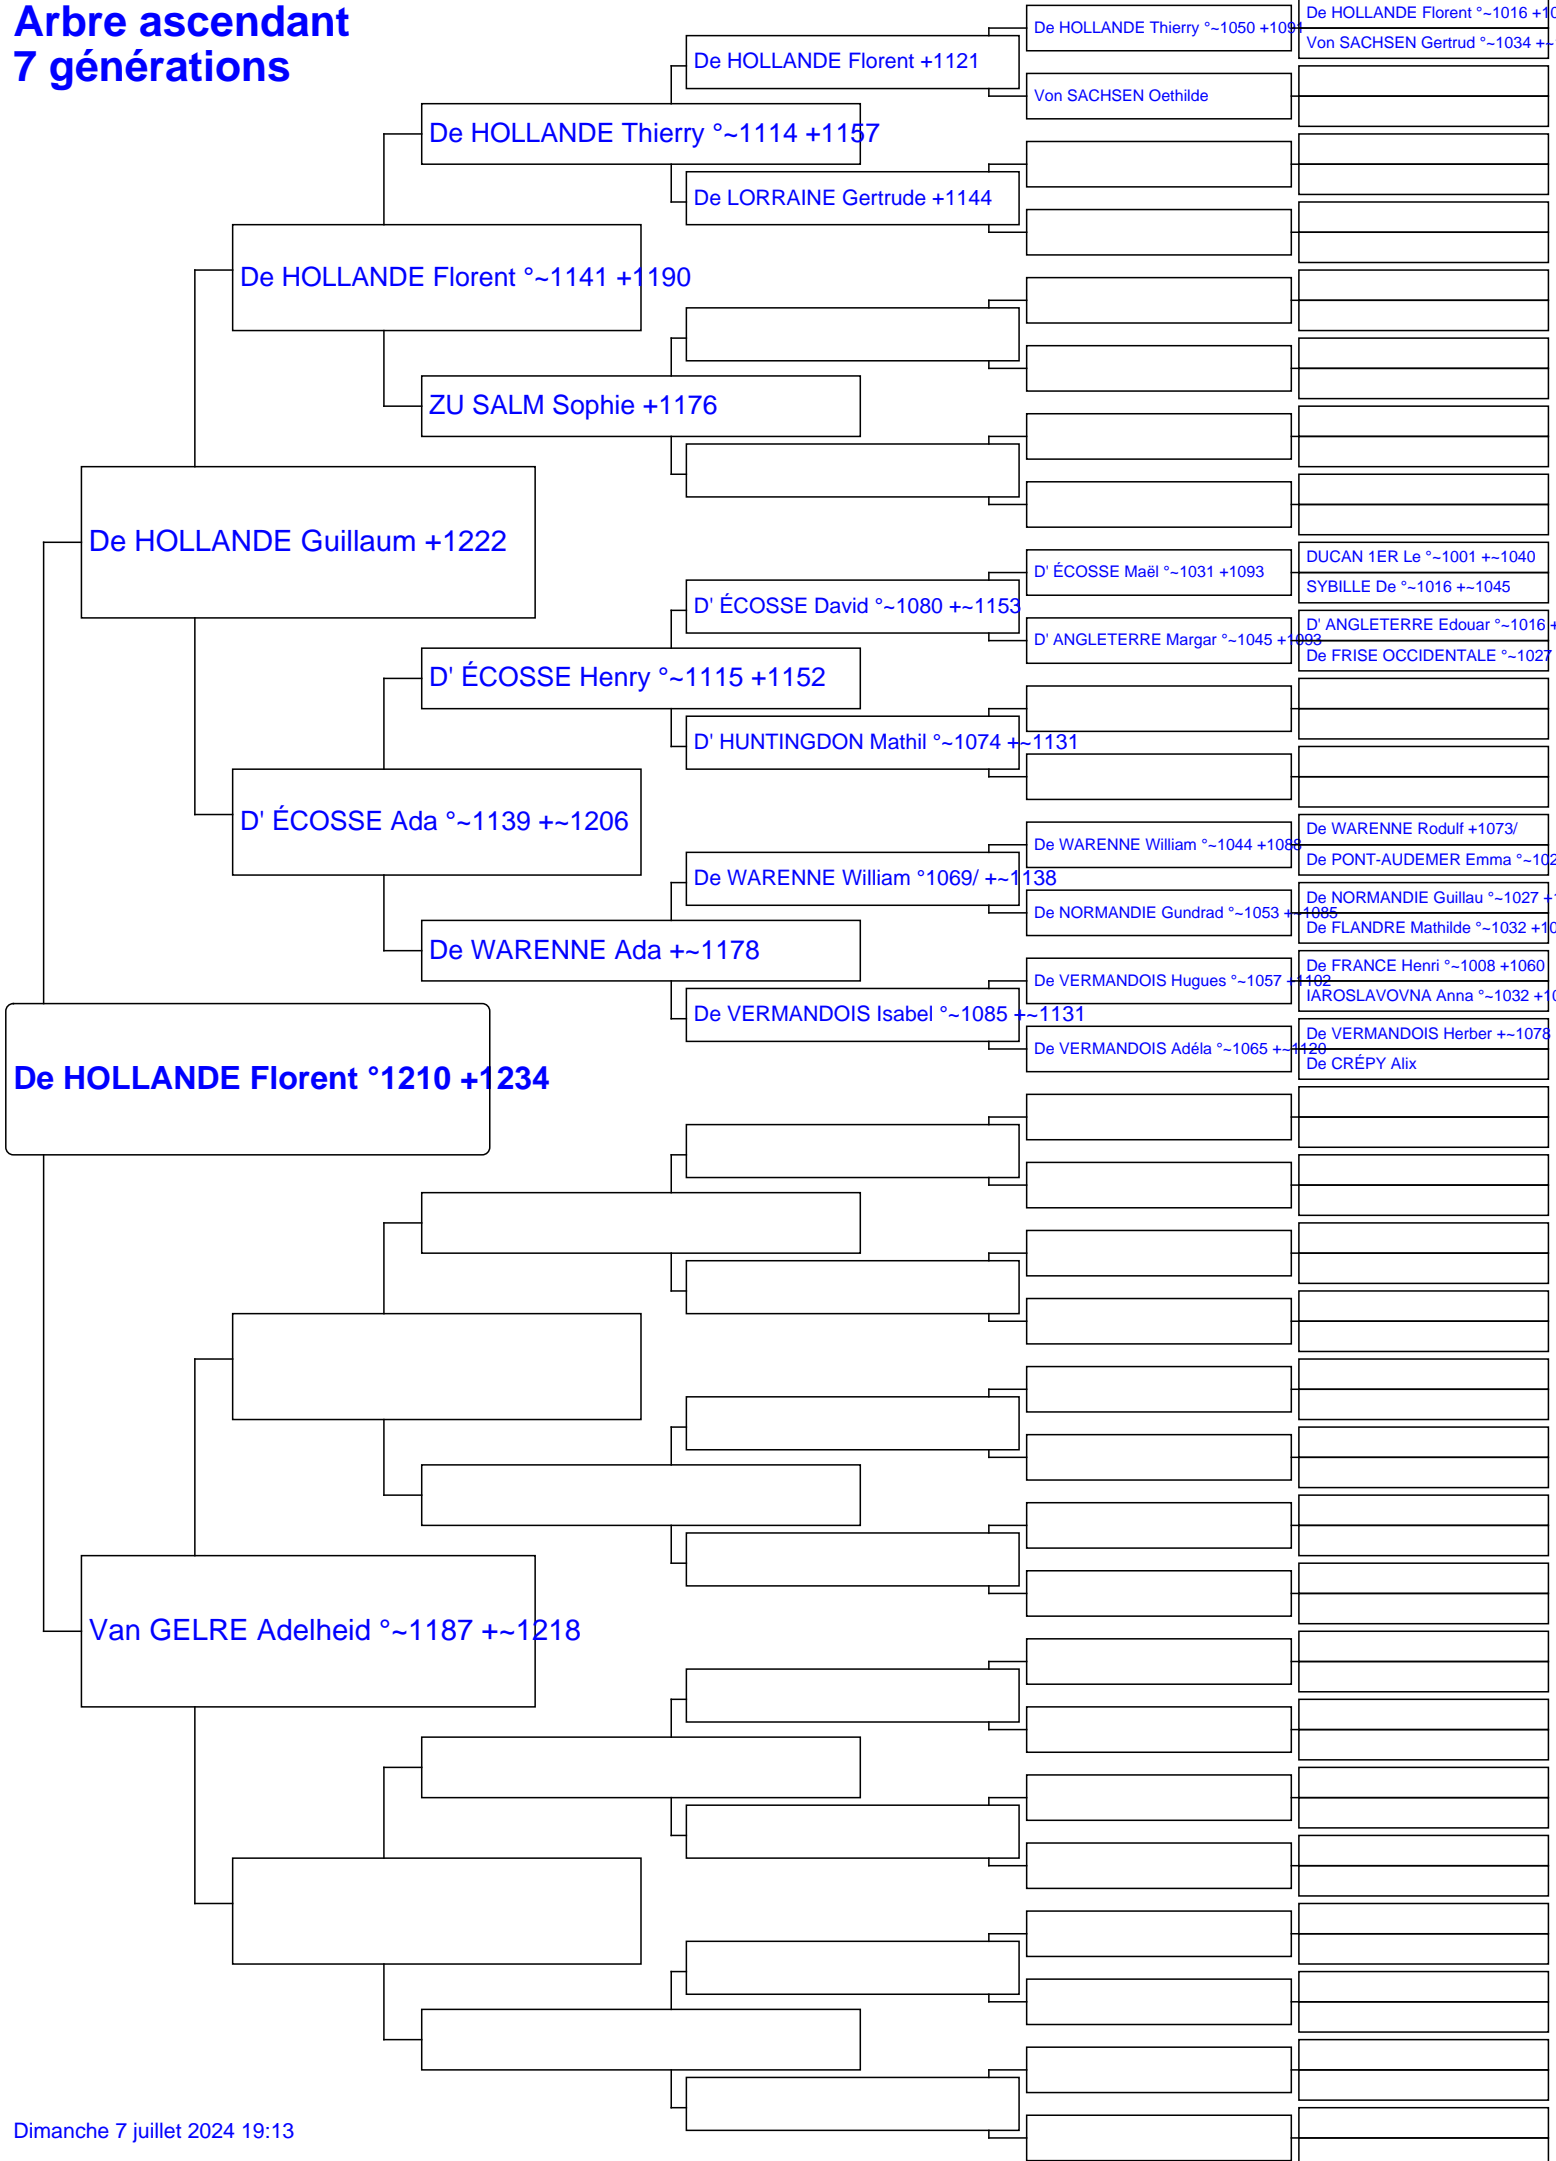 Arbre ascendant
7 générations
De HOLLANDE Florent °~1016 +10
De HOLLANDE Thierry °~1050 +1091
Von SACHSEN Gertrud °~1034 +~
De HOLLANDE Florent +1121
Von SACHSEN Oethilde
De HOLLANDE Thierry °~1114 +1157
De LORRAINE Gertrude +1144
De HOLLANDE Florent °~1141 +1190
ZU SALM Sophie +1176
De HOLLANDE Guillaum +1222
DUCAN 1ER Le °~1001 +~1040
D' ÉCOSSE Maël °~1031 +1093
SYBILLE De °~1016 +~1045
D' ÉCOSSE David °~1080 +~1153
D' ANGLETERRE Edouar °~1016 +
D' ANGLETERRE Margar °~1045 +1093
De FRISE OCCIDENTALE °~1027
D' ÉCOSSE Henry °~1115 +1152
D' HUNTINGDON Mathil °~1074 +~1131
D' ÉCOSSE Ada °~1139 +~1206
De WARENNE Rodulf +1073/
De WARENNE William °~1044 +1088
De PONT-AUDEMER Emma °~102
De WARENNE William °1069/ +~1138
De NORMANDIE Guillau °~1027 +1
De NORMANDIE Gundrad °~1053 +~1085
De FLANDRE Mathilde °~1032 +10
De WARENNE Ada +~1178
De FRANCE Henri °~1008 +1060
De VERMANDOIS Hugues °~1057 +1102
IAROSLAVOVNA Anna °~1032 +10
De VERMANDOIS Isabel °~1085 +~1131
De VERMANDOIS Herber +~1078
De VERMANDOIS Adéla °~1065 +~1120
De CRÉPY Alix
De HOLLANDE Florent °1210 +1234
Van GELRE Adelheid °~1187 +~1218
Dimanche 7 juillet 2024 19:13